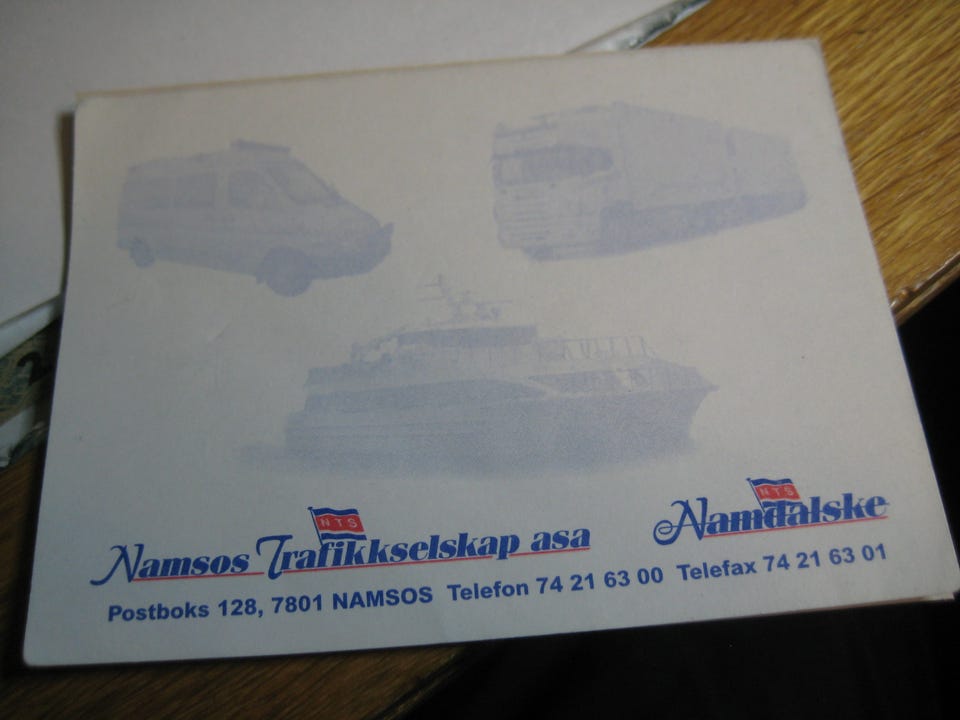 NTS NTS
Namsos Trafikkselskap asa Namdalske
Postboks 128, 7801 NAMSOS Telefon 74 21 63 00 Telefax 74 21 63 01